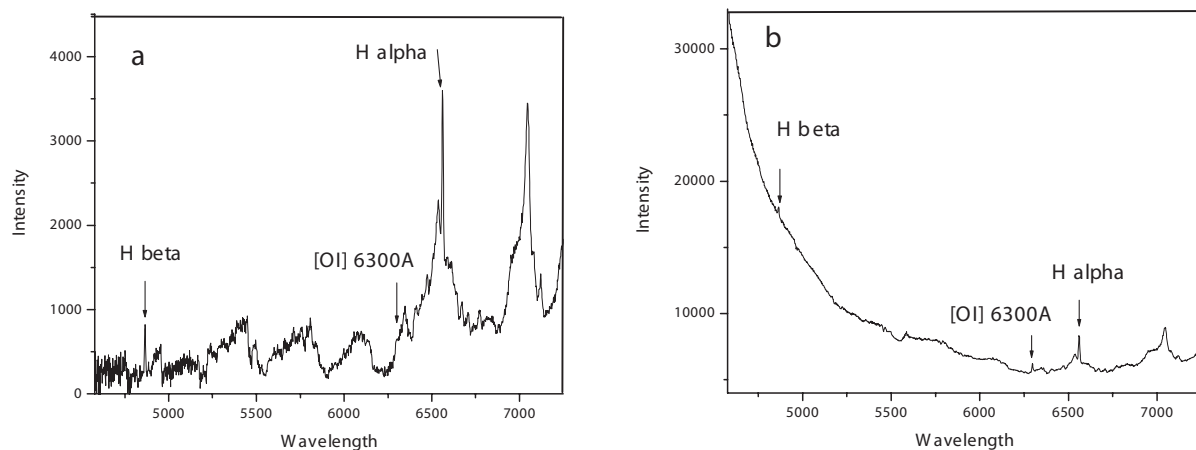 a
4000
3000
2000
1000
0
Intensity
H alpha
H beta
[OI] 6300A
5000 5500 6000 6500 7000
Wavelength
b
30000
20000
10000
Intensity
H beta
H alpha
[OI] 6300A
5000 5500 6000 6500 7000
Wavelength